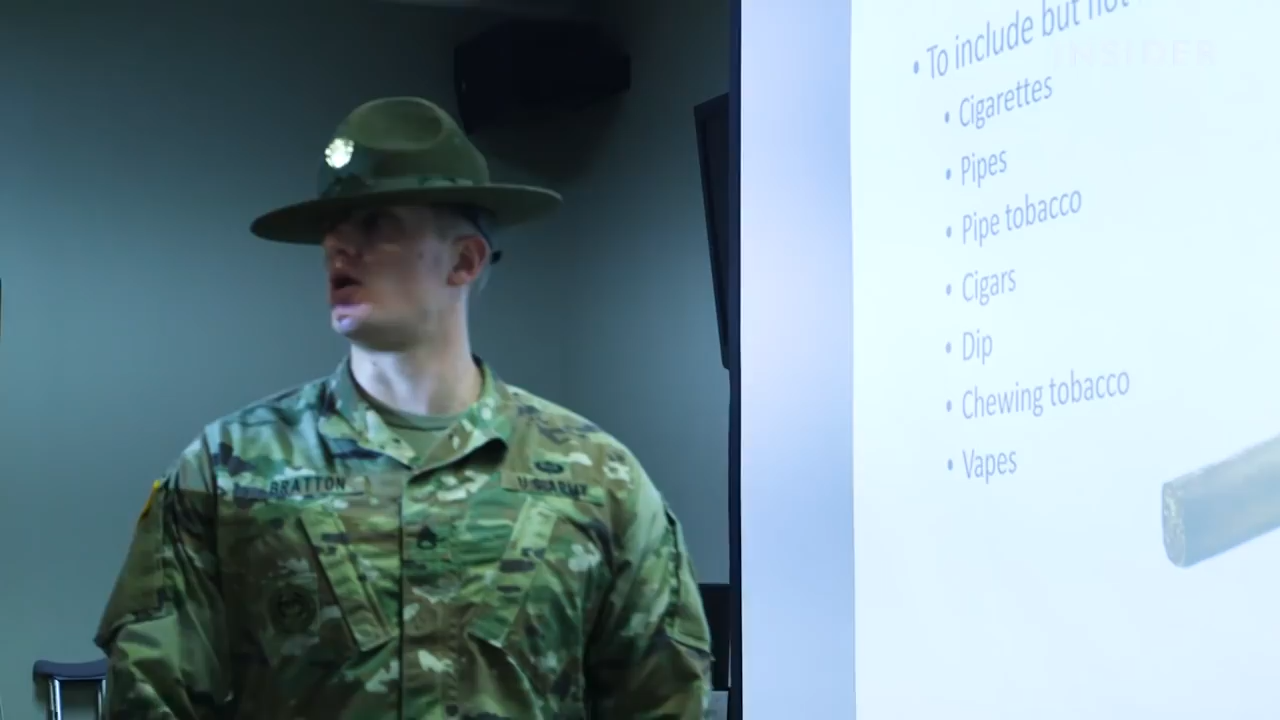 • To include but not
INSIDER
• Cigarettes
• Pipes
• Pipe tobacco
• Cigars
• Dip
• Chewing tobacco
• Vapes
BRATTON
U.S. ARMY